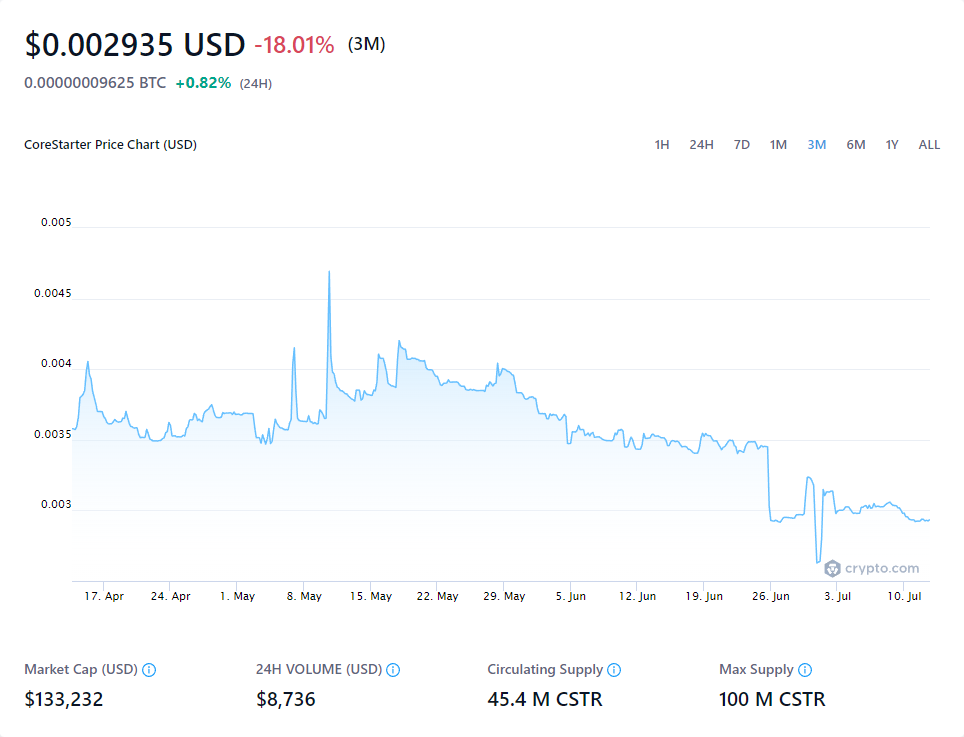 $0.002935 USD -18.01% (3M)
0.00000009625 BTC +0.82% (24H)
CoreStarter Price Chart (USD)
1H 24H 7D 1M 3M 6M 1Y ALL
0.005
0.0045
0.004
0.0035
0.003
crypto.com
17. Apr 24. Apr 1. May 8. May 15. May 22. May 29. May 5. Jun 12. Jun 19. Jun 26. Jun 3. Jul 10. Jul
Market Cap (USD) 24H VOLUME (USD) Circulating Supply Max Supply
$133,232 $8,736 45.4 M CSTR 100 M CSTR